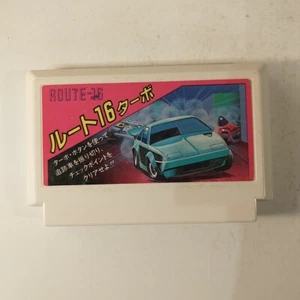 ROUTE-16
ルート16ターボ
ターボ・ボタンを使って
追跡車を振り切り、
チェックポイントを
クリアせよ!!